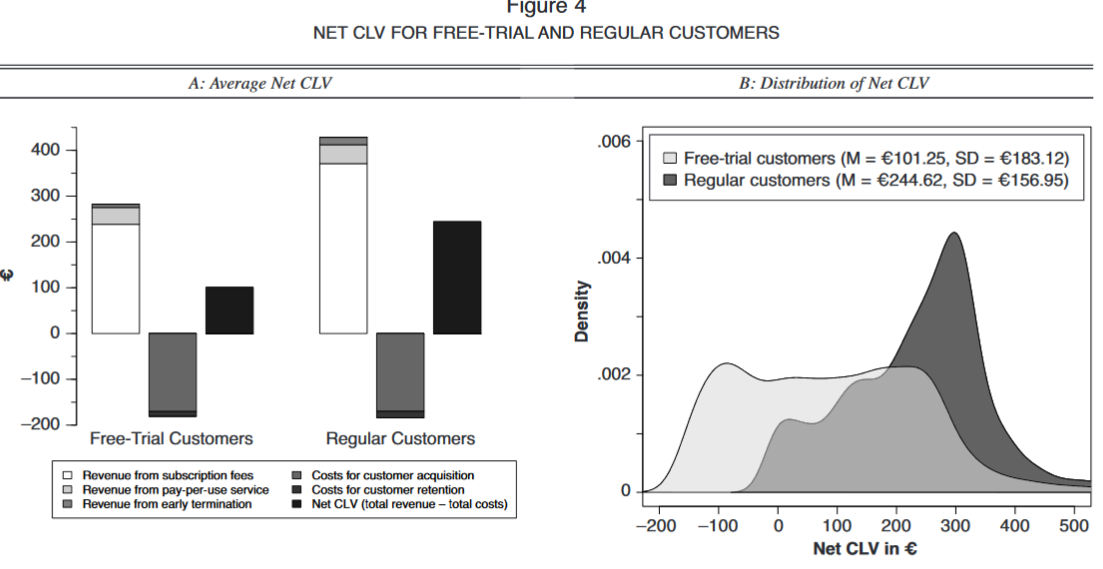 Figure 4
NET CLV FOR FREE-TRIAL AND REGULAR CUSTOMERS
A: Average Net CLV
B: Distribution of Net CLV
400
300
200
100
0
−100
−200
€
Free-Trial Customers
Regular Customers
Revenue from subscription fees
Revenue from pay-per-use service
Revenue from early termination
Costs for customer acquisition
Costs for customer retention
Net CLV (total revenue – total costs)
.006
.004
.002
0
Density
Free-trial customers (M = €101.25, SD = €183.12)
Regular customers (M = €244.62, SD = €156.95)
−200 −100 0 100 200 300 400 500
Net CLV in €